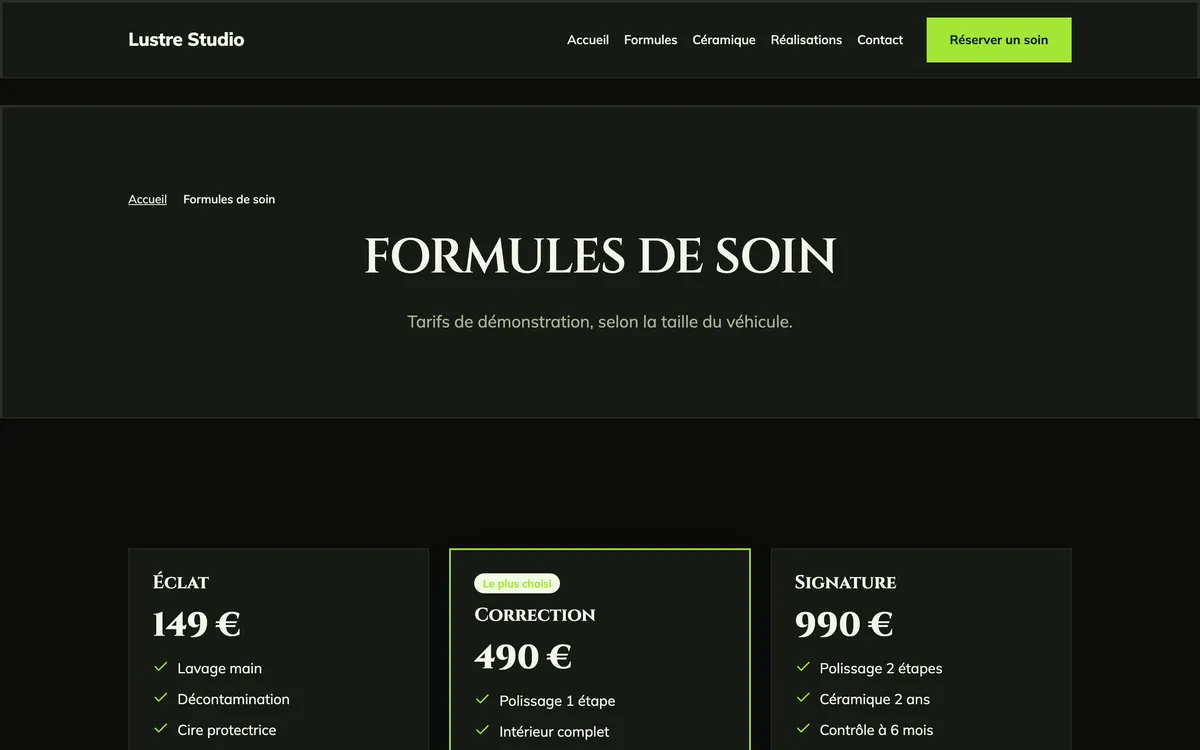 Lustre Studio
Accueil Formules Céramique Réalisations Contact Réserver un soin
Accueil Formules de soin
FORMULES DE SOIN
Tarifs de démonstration, selon la taille du véhicule.
Éclat
149 €
Lavage main
Décontamination
Cire protectrice
Le plus choisi
Correction
490 €
Polissage 1 étape
Intérieur complet
Signature
990 €
Polissage 2 étapes
Céramique 2 ans
Contrôle à 6 mois